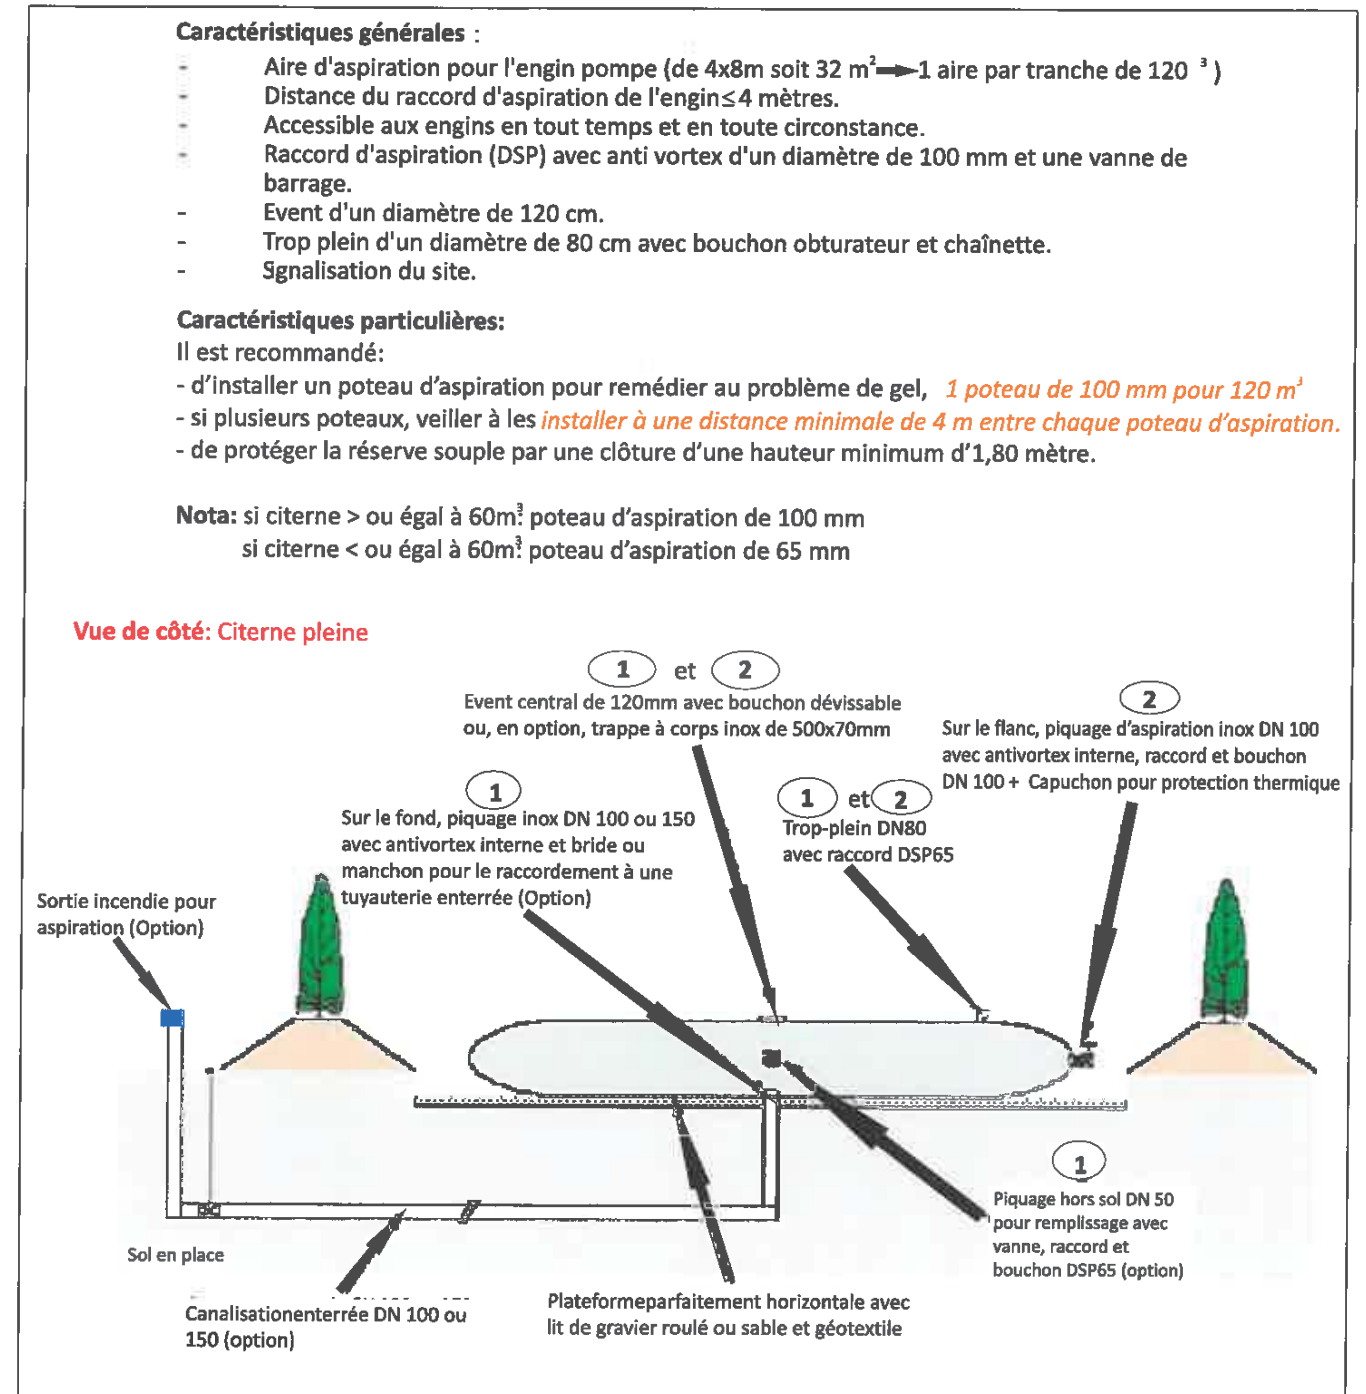 Caractéristiques générales :
- Aire d'aspiration pour l'engin pompe (de 4x8m soit 32 m² → 1 aire par tranche de 120 ³ )
- Distance du raccord d'aspiration de l'engin≤4 mètres.
- Accessible aux engins en tout temps et en toute circonstance.
- Raccord d'aspiration (DSP) avec anti vortex d'un diamètre de 100 mm et une vanne de
barrage.
- Event d'un diamètre de 120 cm.
- Trop plein d'un diamètre de 80 cm avec bouchon obturateur et chaînette.
- Sgnalisation du site.
Caractéristiques particulières:
Il est recommandé:
- d'installer un poteau d'aspiration pour remédier au problème de gel, 1 poteau de 100 mm pour 120 m³
- si plusieurs poteaux, veiller à les installer à une distance minimale de 4 m entre chaque poteau d'aspiration.
- de protéger la réserve souple par une clôture d'une hauteur minimum d'1,80 mètre.
Nota: si citerne > ou égal à 60m³: poteau d'aspiration de 100 mm
si citerne < ou égal à 60m³: poteau d'aspiration de 65 mm
Vue de côté: Citerne pleine
1 et 2
Event central de 120mm avec bouchon dévissable
ou, en option, trappe à corps inox de 500x70mm
2
Sur le flanc, piquage d'aspiration inox DN 100
avec antivortex interne, raccord et bouchon
DN 100 + Capuchon pour protection thermique
1
Sur le fond, piquage inox DN 100 ou 150
avec antivortex interne et bride ou
manchon pour le raccordement à une
tuyauterie enterrée (Option)
1 et 2
Trop-plein DN80
avec raccord DSP65
Sortie incendie pour
aspiration (Option)
1
Piquage hors sol DN 50
pour remplissage avec
vanne, raccord et
bouchon DSP65 (option)
Sol en place
Canalisationenterrée DN 100 ou
150 (option)
Plateformeparfaitement horizontale avec
lit de gravier roulé ou sable et géotextile